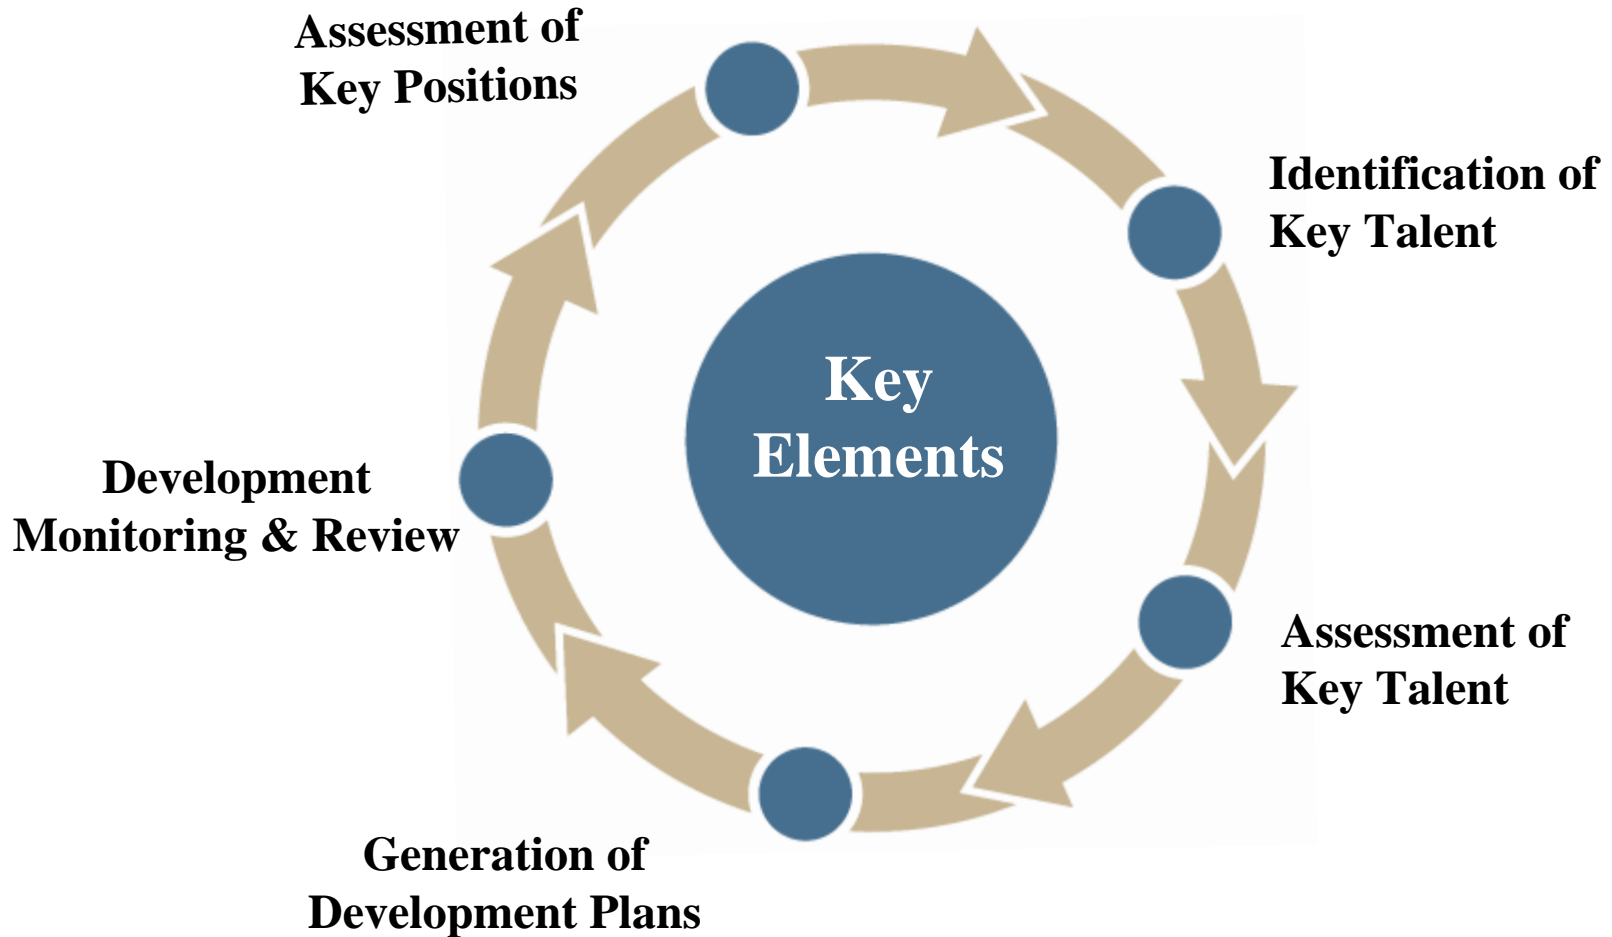 Assessment of
Key Positions
Identification of
Key Talent
Key
Elements
Development
Monitoring & Review
Assessment of
Key Talent
Generation of
Development Plans